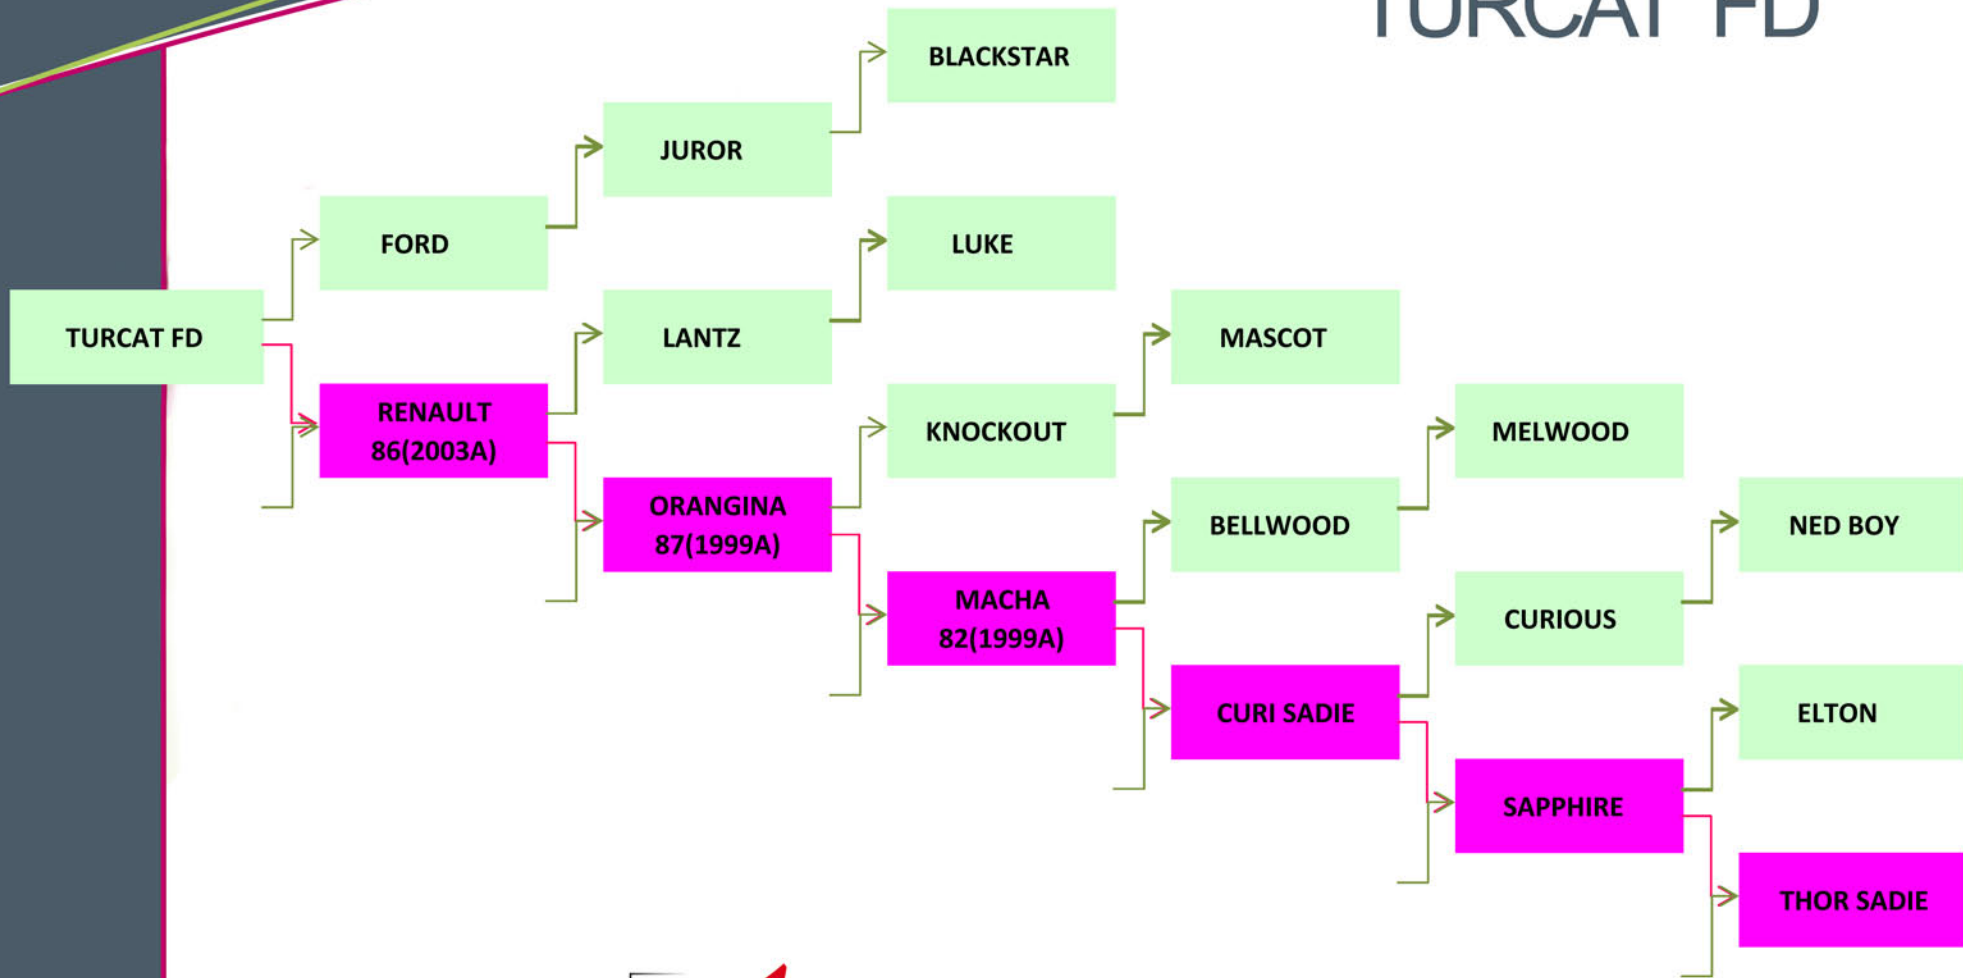 TURCAT FD
BLACKSTAR
JUROR
FORD
LUKE
TURCAT FD
LANTZ
MASCOT
RENAULT
86(2003A)
KNOCKOUT
MELWOOD
ORANGINA
87(1999A)
BELLWOOD
NED BOY
MACHA
82(1999A)
CURIOUS
CURI SADIE
ELTON
SAPPHIRE
THOR SADIE